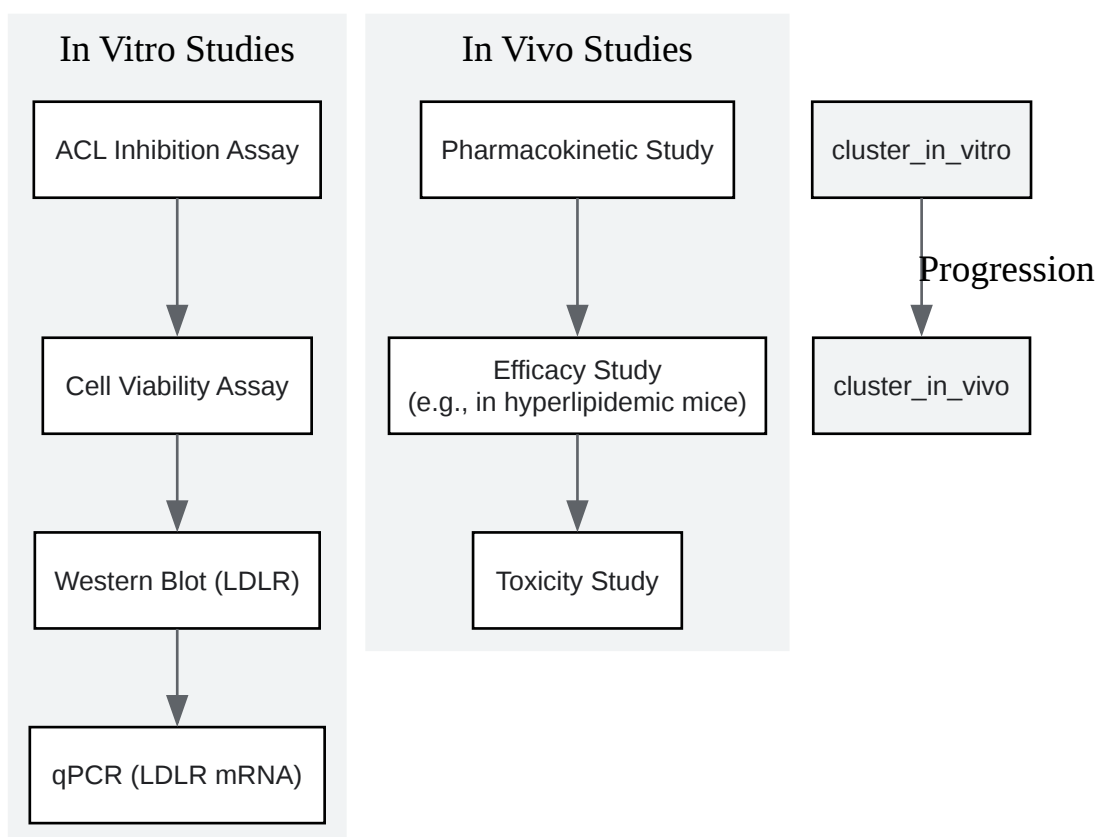 In Vitro Studies
ACL Inhibition Assay
Cell Viability Assay
Western Blot (LDLR)
qPCR (LDLR mRNA)
In Vivo Studies
Pharmacokinetic Study
Efficacy Study
(e.g., in hyperlipidemic mice)
Toxicity Study
cluster_in_vitro
Progression
cluster_in_vivo